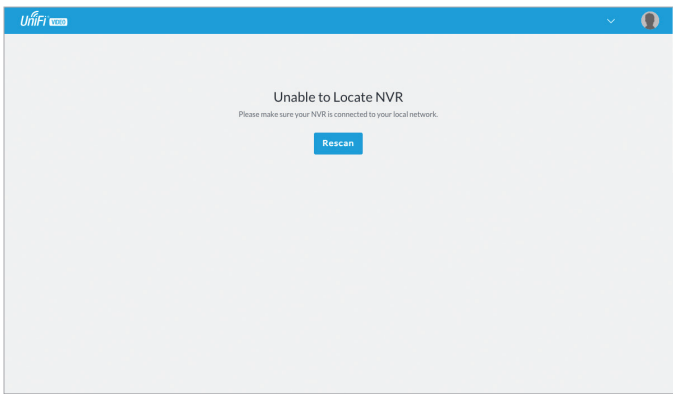 UniFi VIDEO
Unable to Locate NVR
Please make sure your NVR is connected to your local network.
Rescan